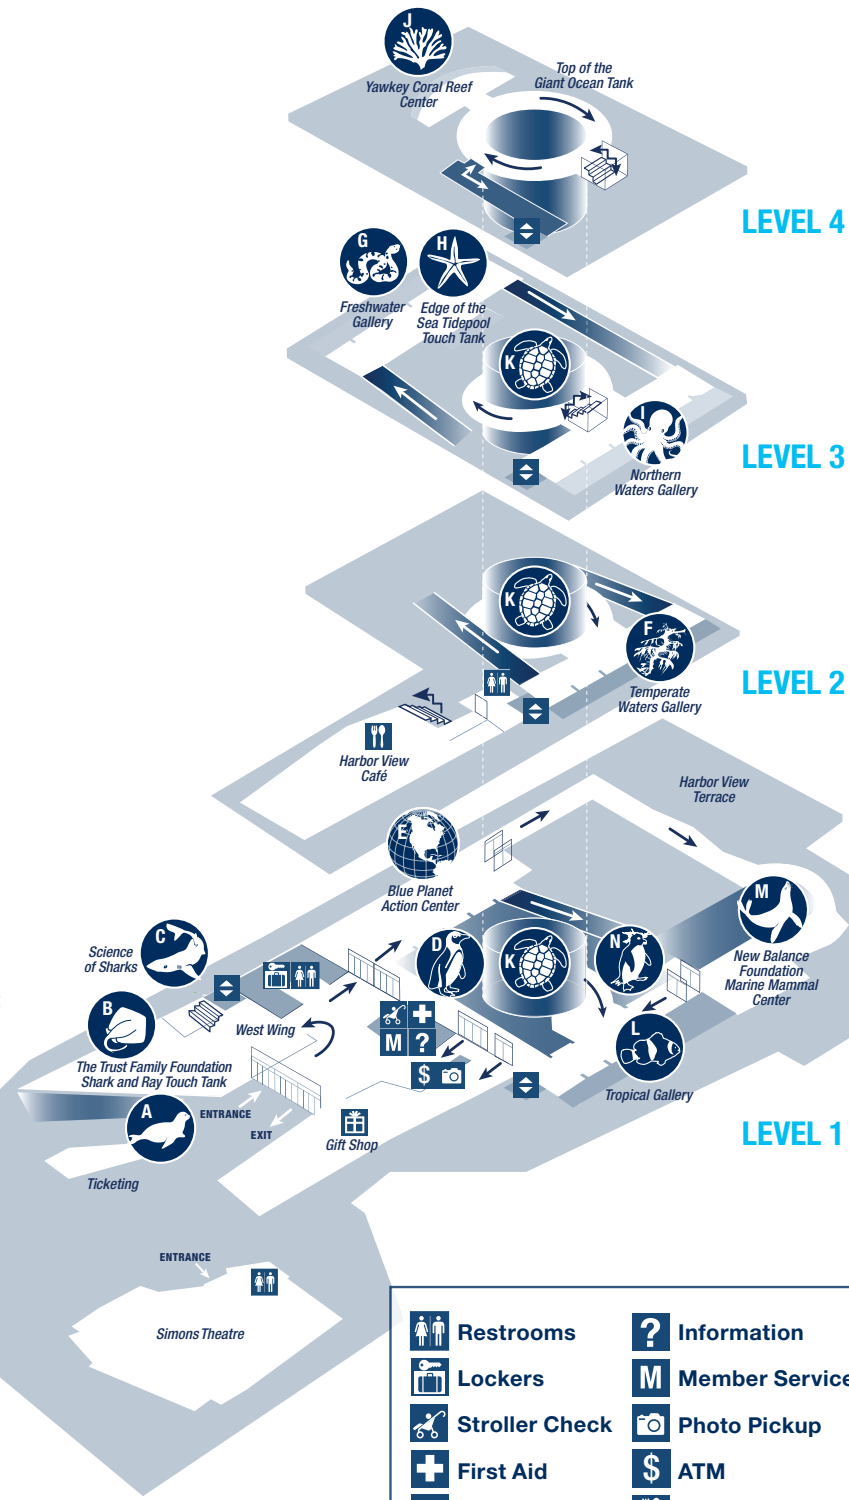 J
Yawkey Coral Reef
Center
Top of the
Giant Ocean Tank
LEVEL 4
G
H
Freshwater
Gallery
Edge of the
Sea Tidepool
Touch Tank
K
I
Northern
Waters Gallery
LEVEL 3
K
F
Temperate
Waters Gallery
LEVEL 2
Harbor View
Café
Harbor View
Terrace
E
Blue Planet
Action Center
M
New Balance
Foundation
Marine Mammal
Center
C
Science
of Sharks
D
K
N
B
The Trust Family Foundation
Shark and Ray Touch Tank
West Wing
M ?
$
L
Tropical Gallery
A
ENTRANCE
EXIT
Gift Shop
Ticketing
LEVEL 1
ENTRANCE
Simons Theatre
Restrooms
? Information
Lockers
M Member Service
Stroller Check
Photo Pickup
First Aid
$ ATM